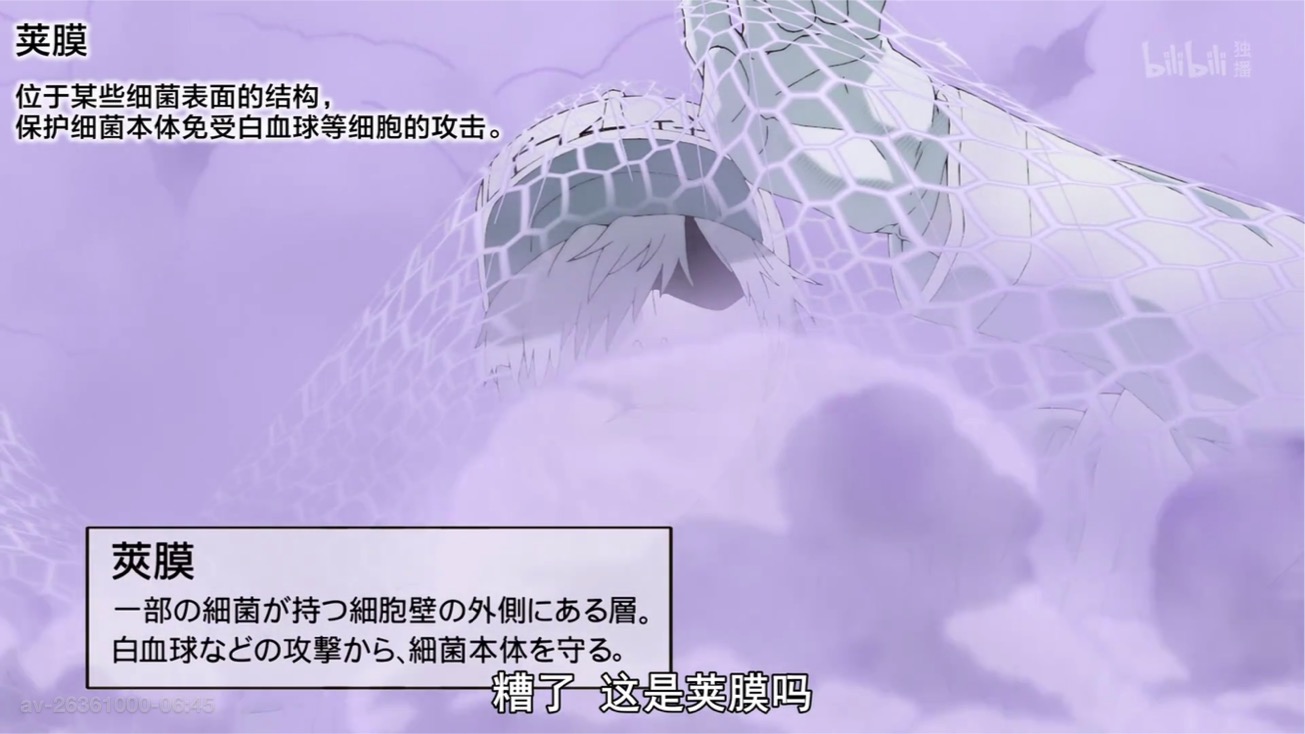 荚膜
位于某些细菌表面的结构，
保护细菌本体免受白血球等细胞的攻击。
bilibili 独播
莢膜
一部の細菌が持つ細胞壁の外側にある層。
白血球などの攻撃から、細菌本体を守る。
糟了 这是荚膜吗
av-26361000-06:45